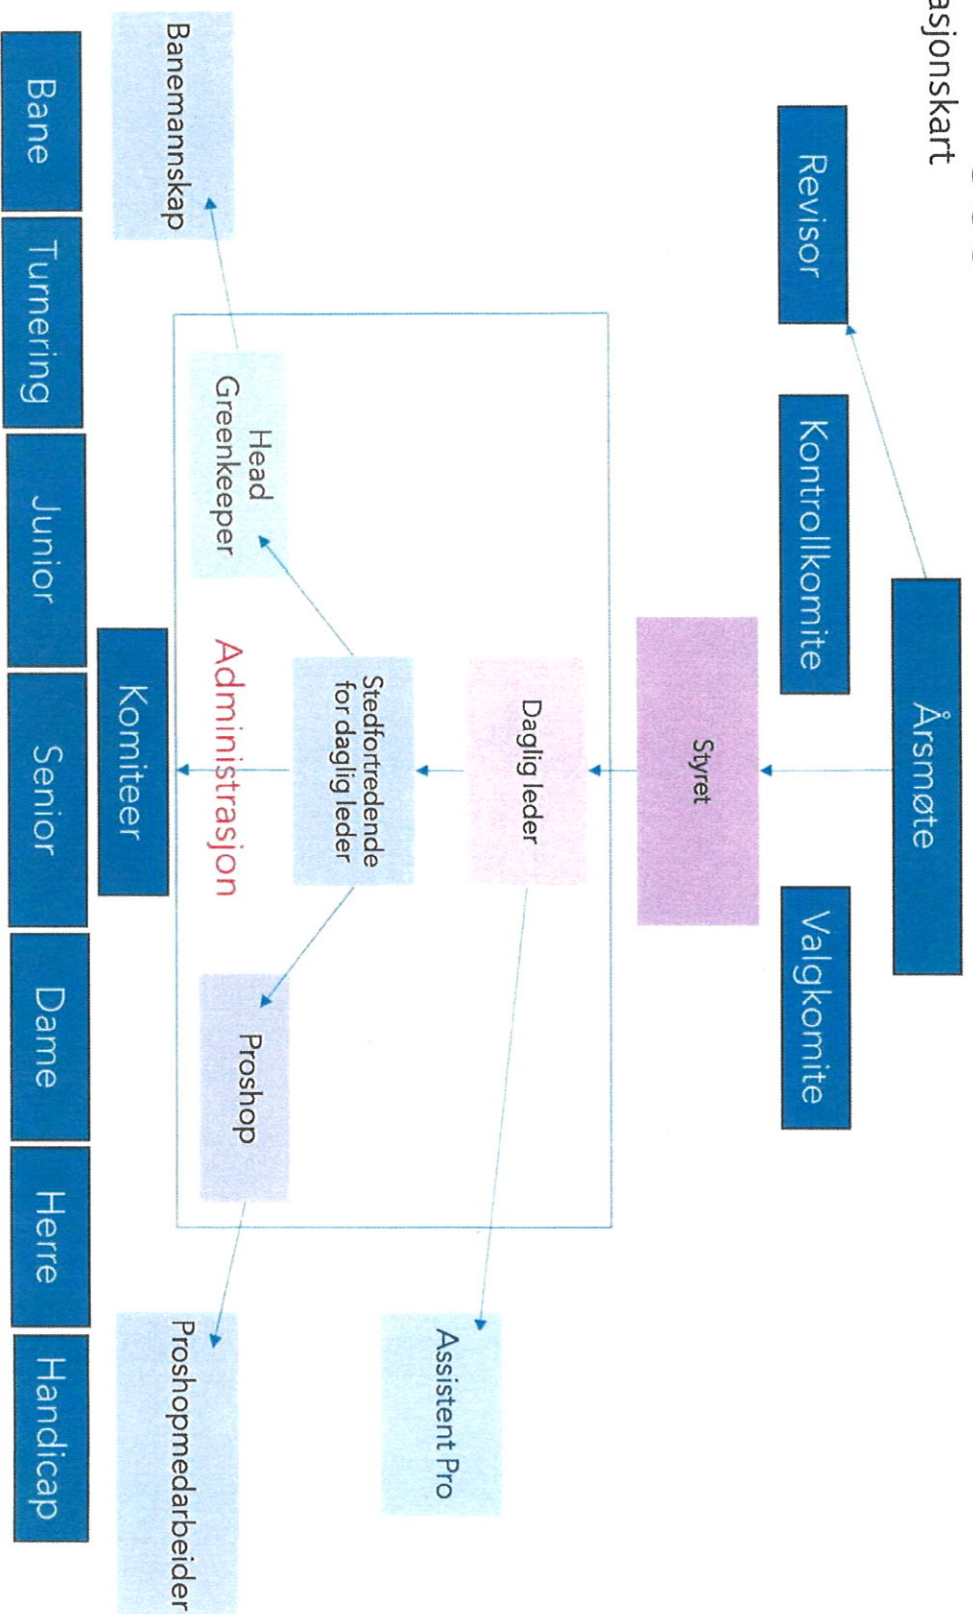 asjonskart
Årsmøte
Revisor
Kontrollkomite
Valgkomite
Styret
Daglig leder
Assistent Pro
Stedfortredende
for daglig leder
Head
Greenkeeper
Administrasjon
Proshop
Banemannskap
Proshopmedarbeider
Komiteer
Bane
Turnering
Junior
Senior
Dame
Herre
Handicap